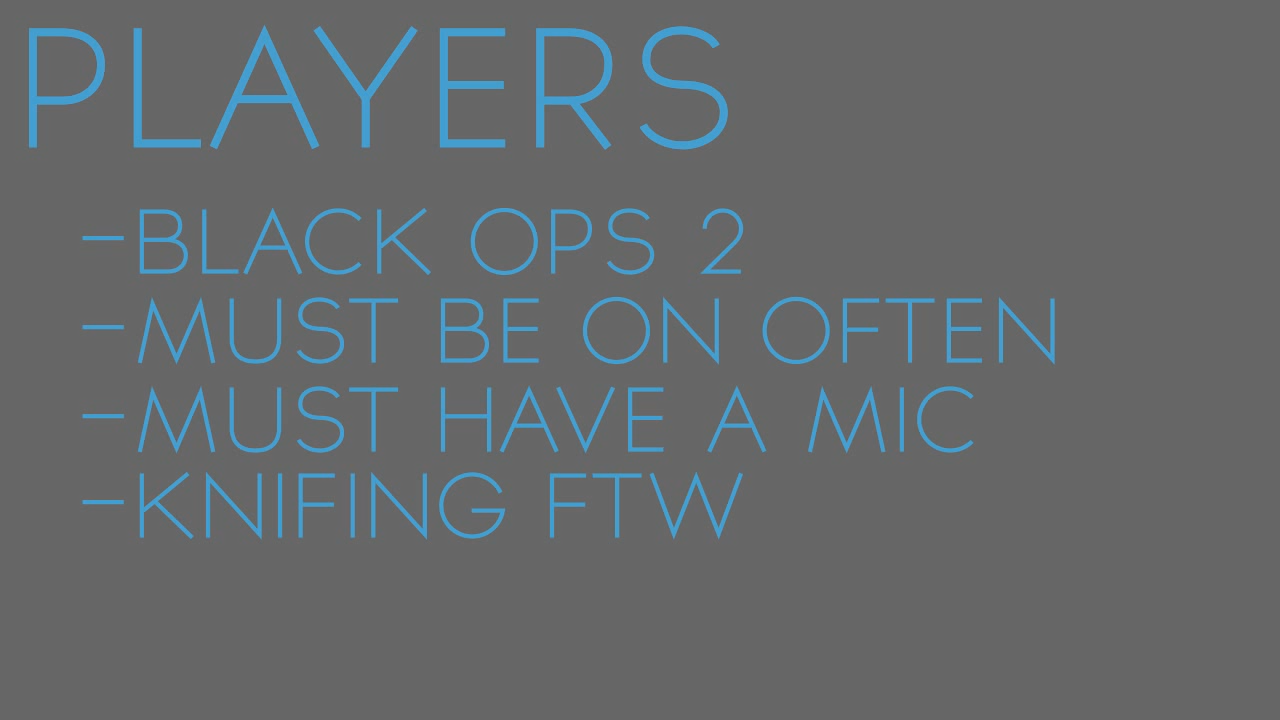 PLAYERS
-BLACK OPS 2
-MUST BE ON OFTEN
-MUST HAVE A MIC
-KNIFING FTW